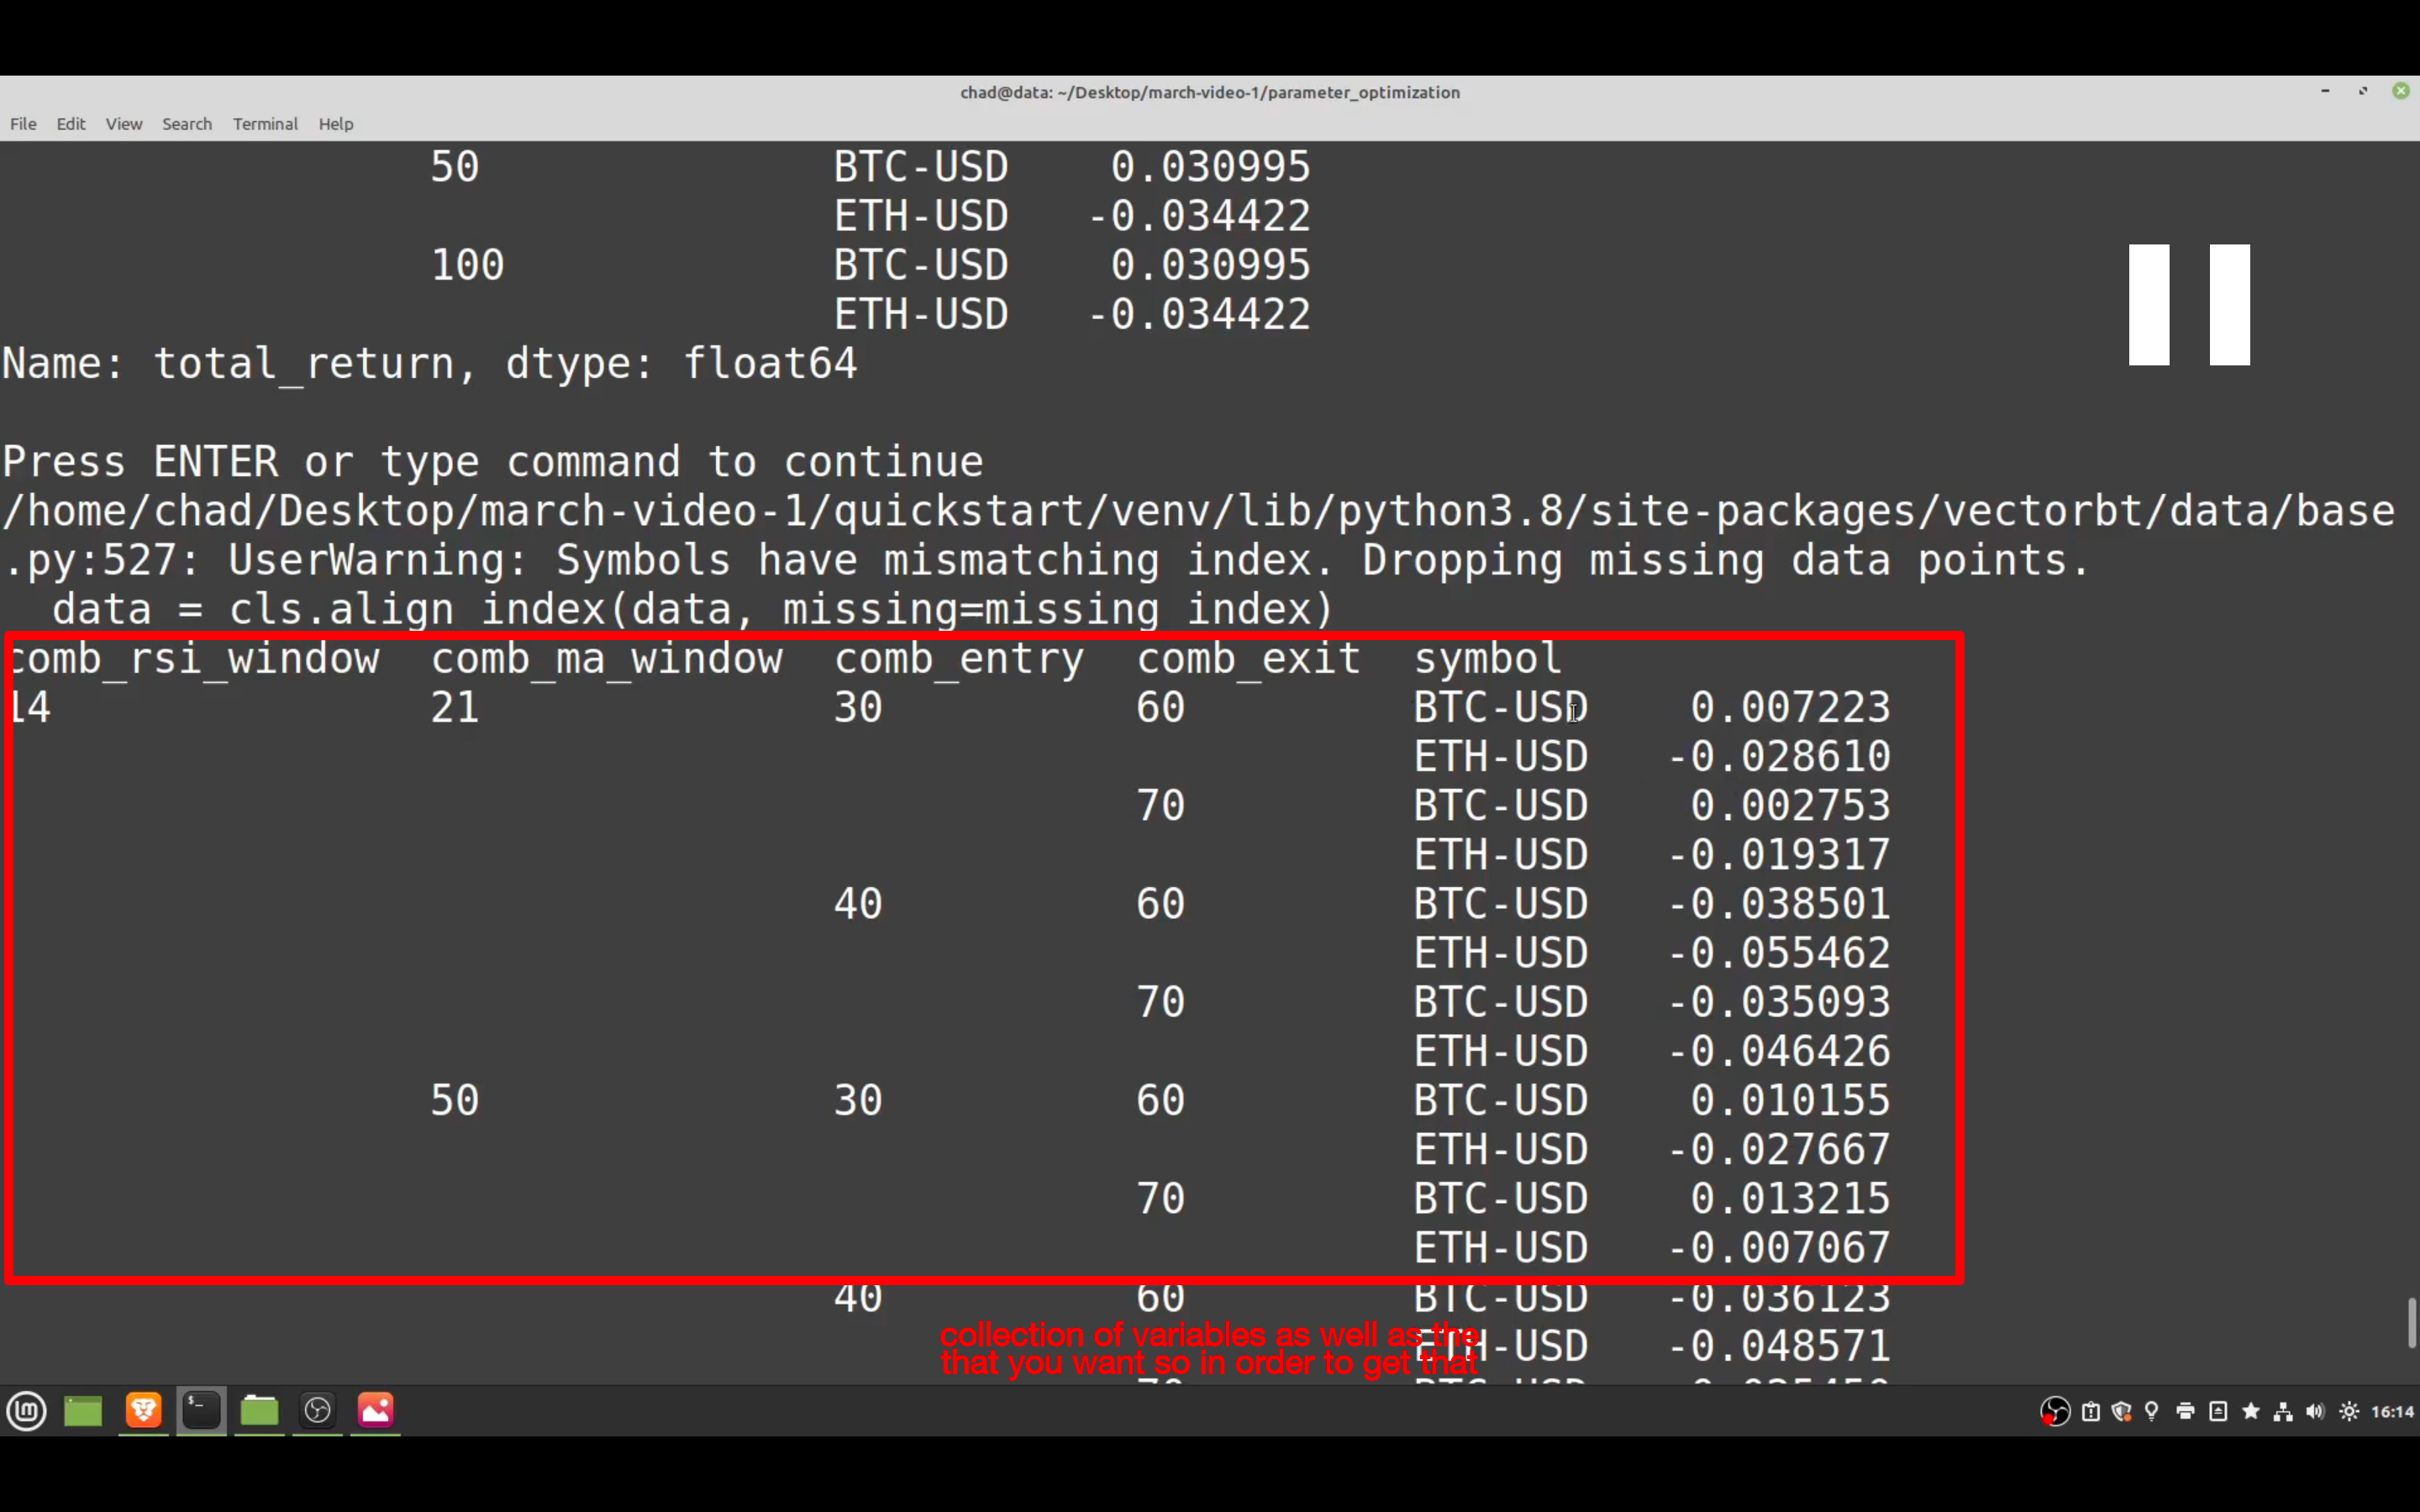 chad@data: ~/Desktop/march-video-1/parameter_optimization
File Edit View Search Terminal Help
50 BTC-USD 0.030995
ETH-USD -0.034422
100 BTC-USD 0.030995
ETH-USD -0.034422
Name: total_return, dtype: float64
Press ENTER or type command to continue
/home/chad/Desktop/march-video-1/quickstart/venv/lib/python3.8/site-packages/vectorbt/data/base
.py:527: UserWarning: Symbols have mismatching index. Dropping missing data points.
data = cls.align_index(data, missing=missing_index)
comb_rsi_window comb_ma_window comb_entry comb_exit symbol
14 21 30 60 BTC-USD 0.007223
ETH-USD -0.028610
70 BTC-USD 0.002753
ETH-USD -0.019317
40 60 BTC-USD -0.038501
ETH-USD -0.055462
70 BTC-USD -0.035093
ETH-USD -0.046426
50 30 60 BTC-USD 0.010155
ETH-USD -0.027667
70 BTC-USD 0.013215
ETH-USD -0.007067
40 60 BTC-USD -0.036123
collection of variables as well as the
ETH-USD -0.048571
that you want so in order to get that
16:14